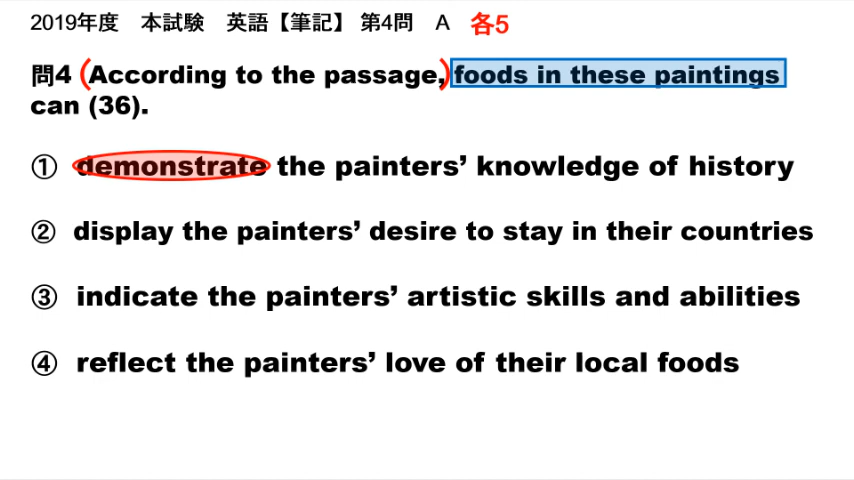 2019年度 本試験 英語【筆記】 第4問 A 各5
問4 (According to the passage,) foods in these paintings
can (36).
① demonstrate the painters’ knowledge of history
② display the painters’ desire to stay in their countries
③ indicate the painters’ artistic skills and abilities
④ reflect the painters’ love of their local foods